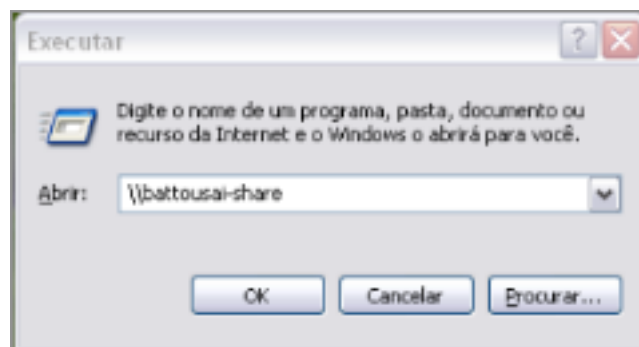 Executar
Digite o nome de um programa, pasta, documento ou
recurso da Internet e o Windows o abrirá para você.
Abrir: \\battousai-share
OK Cancelar Procurar...